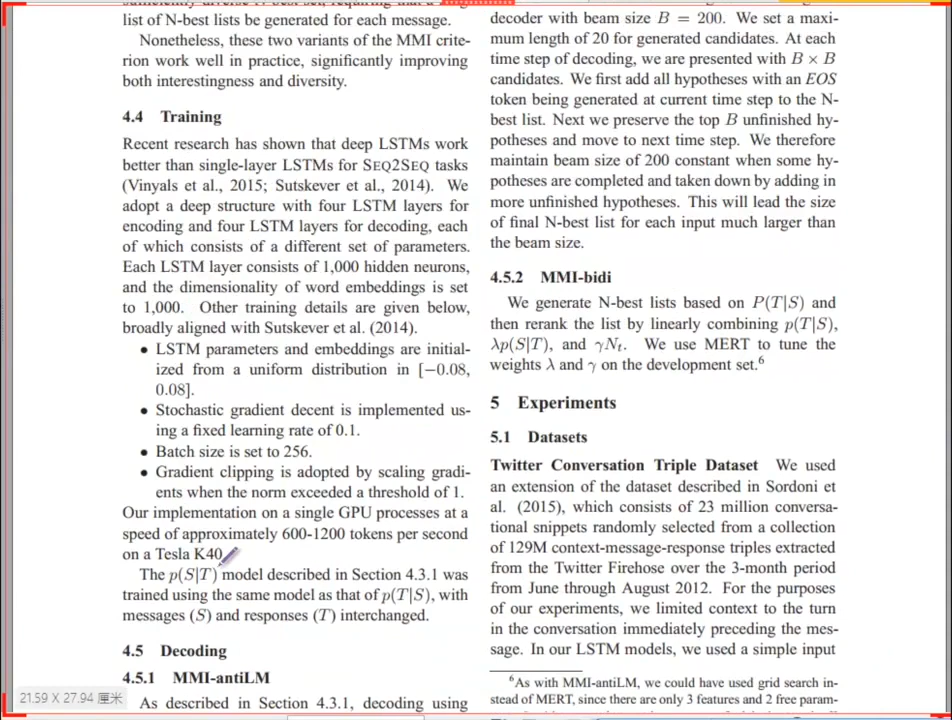 list of N-best lists be generated for each message.
Nonetheless, these two variants of the MMI crite-
rion work well in practice, significantly improving
both interestingness and diversity.
4.4 Training
Recent research has shown that deep LSTMs work
better than single-layer LSTMs for SEQ2SEQ tasks
(Vinyals et al., 2015; Sutskever et al., 2014). We
adopt a deep structure with four LSTM layers for
encoding and four LSTM layers for decoding, each
of which consists of a different set of parameters.
Each LSTM layer consists of 1,000 hidden neurons,
and the dimensionality of word embeddings is set
to 1,000. Other training details are given below,
broadly aligned with Sutskever et al. (2014).
• LSTM parameters and embeddings are initial-
ized from a uniform distribution in [−0.08,
0.08].
• Stochastic gradient decent is implemented us-
ing a fixed learning rate of 0.1.
• Batch size is set to 256.
• Gradient clipping is adopted by scaling gradi-
ents when the norm exceeded a threshold of 1.
Our implementation on a single GPU processes at a
speed of approximately 600-1200 tokens per second
on a Tesla K40
The p(S|T) model described in Section 4.3.1 was
trained using the same model as that of p(T|S), with
messages (S) and responses (T) interchanged.
4.5 Decoding
4.5.1 MMI-antiLM
As described in Section 4.3.1, decoding using
decoder with beam size B = 200. We set a maxi-
mum length of 20 for generated candidates. At each
time step of decoding, we are presented with B × B
candidates. We first add all hypotheses with an EOS
token being generated at current time step to the N-
best list. Next we preserve the top B unfinished hy-
potheses and move to next time step. We therefore
maintain beam size of 200 constant when some hy-
potheses are completed and taken down by adding in
more unfinished hypotheses. This will lead the size
of final N-best list for each input much larger than
the beam size.
4.5.2 MMI-bidi
We generate N-best lists based on P(T|S) and
then rerank the list by linearly combining p(T|S),
λp(S|T), and γNₜ. We use MERT to tune the
weights λ and γ on the development set.⁶
5 Experiments
5.1 Datasets
Twitter Conversation Triple Dataset We used
an extension of the dataset described in Sordoni et
al. (2015), which consists of 23 million conversa-
tional snippets randomly selected from a collection
of 129M context-message-response triples extracted
from the Twitter Firehose over the 3-month period
from June through August 2012. For the purposes
of our experiments, we limited context to the turn
in the conversation immediately preceding the mes-
sage. In our LSTM models, we used a simple input
⁶As with MMI-antiLM, we could have used grid search in-
stead of MERT, since there are only 3 features and 2 free param-
21.59 X 27.94 厘米